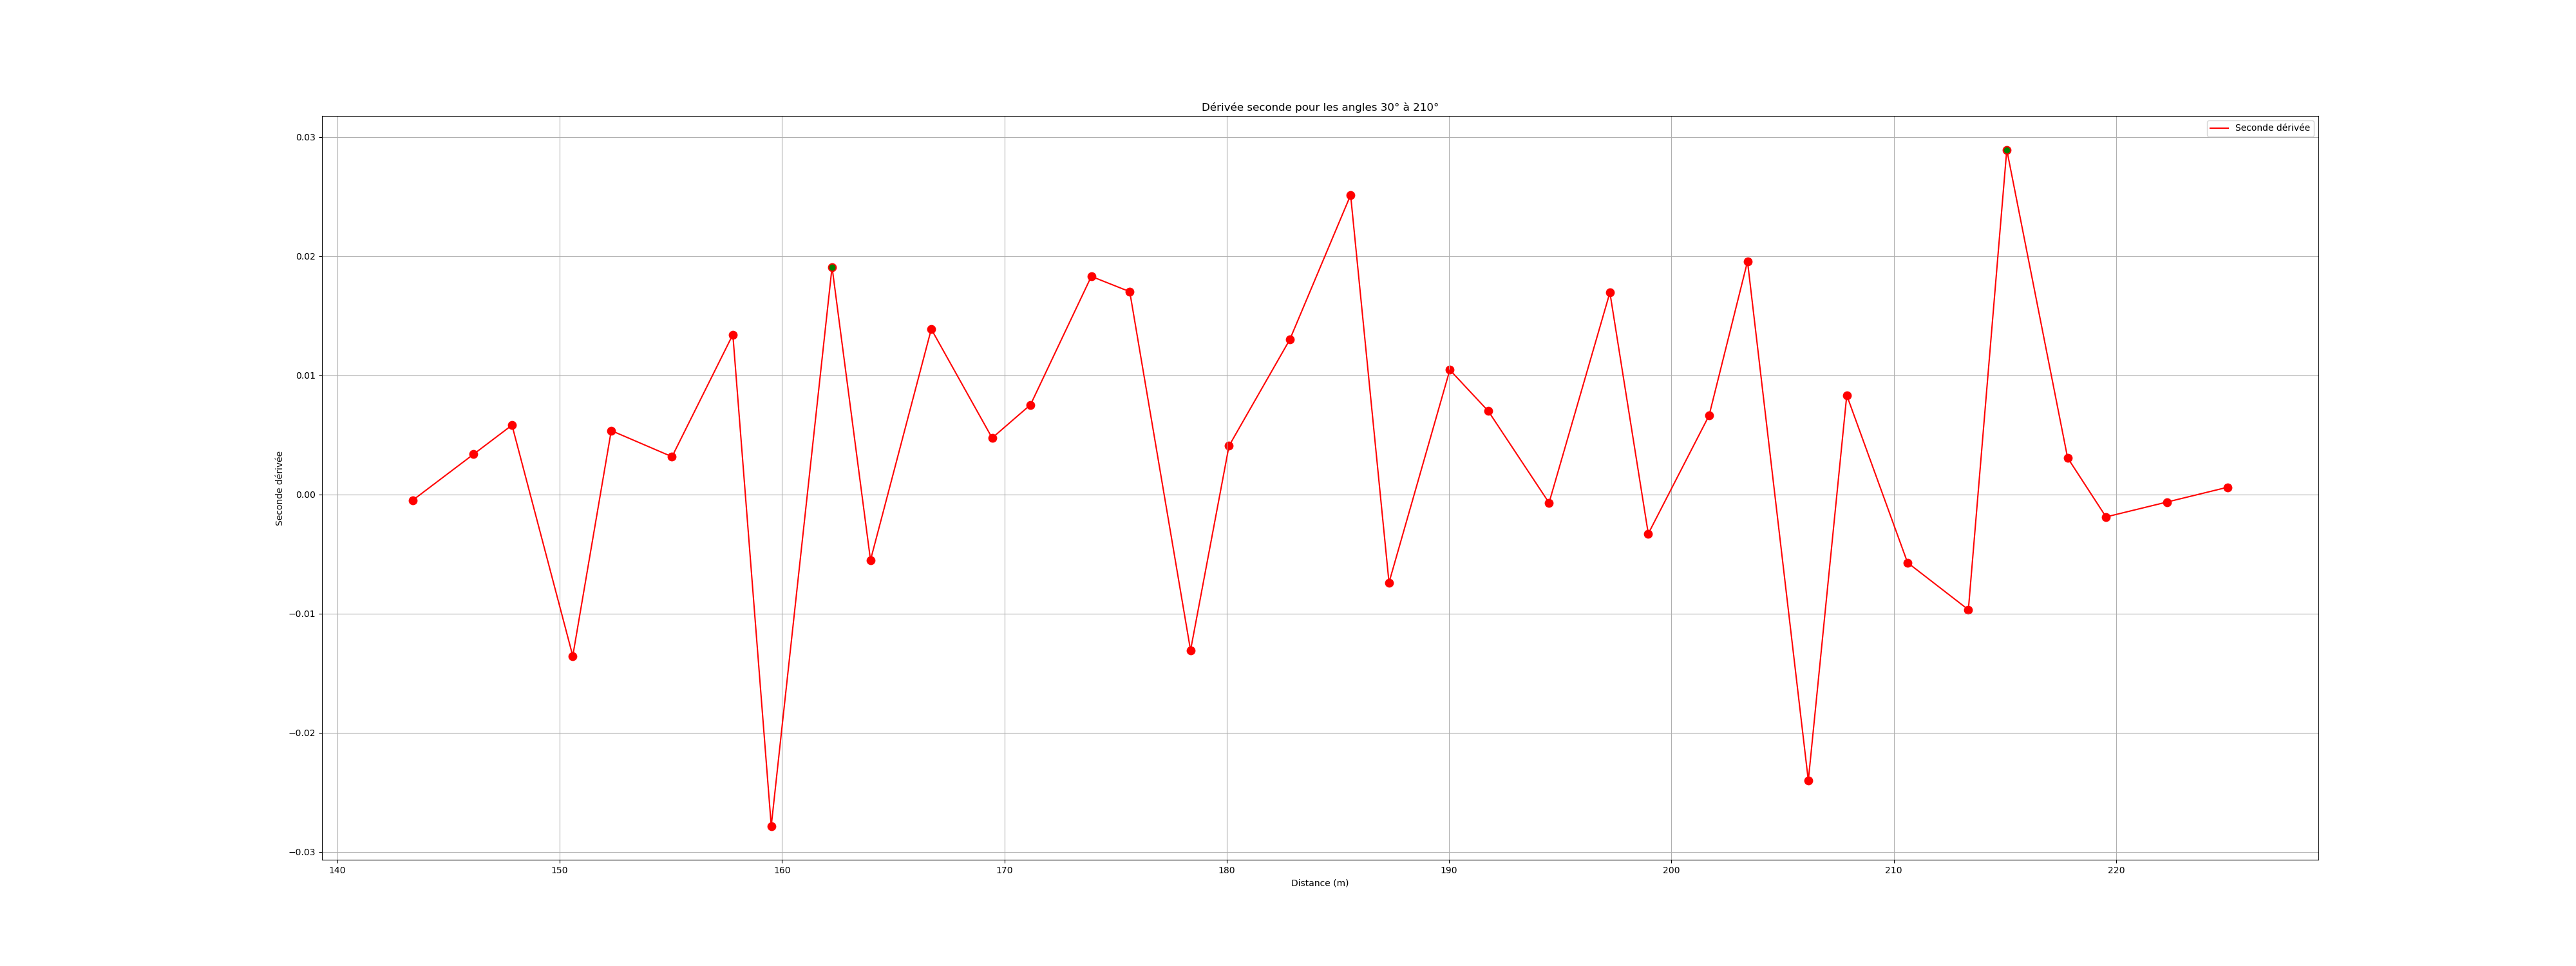 Dérivée seconde pour les angles 30° à 210°
Seconde dérivée
0.03
0.02
0.01
0.00
−0.01
−0.02
−0.03
Seconde dérivée
140 150 160 170 180 190 200 210 220
Distance (m)